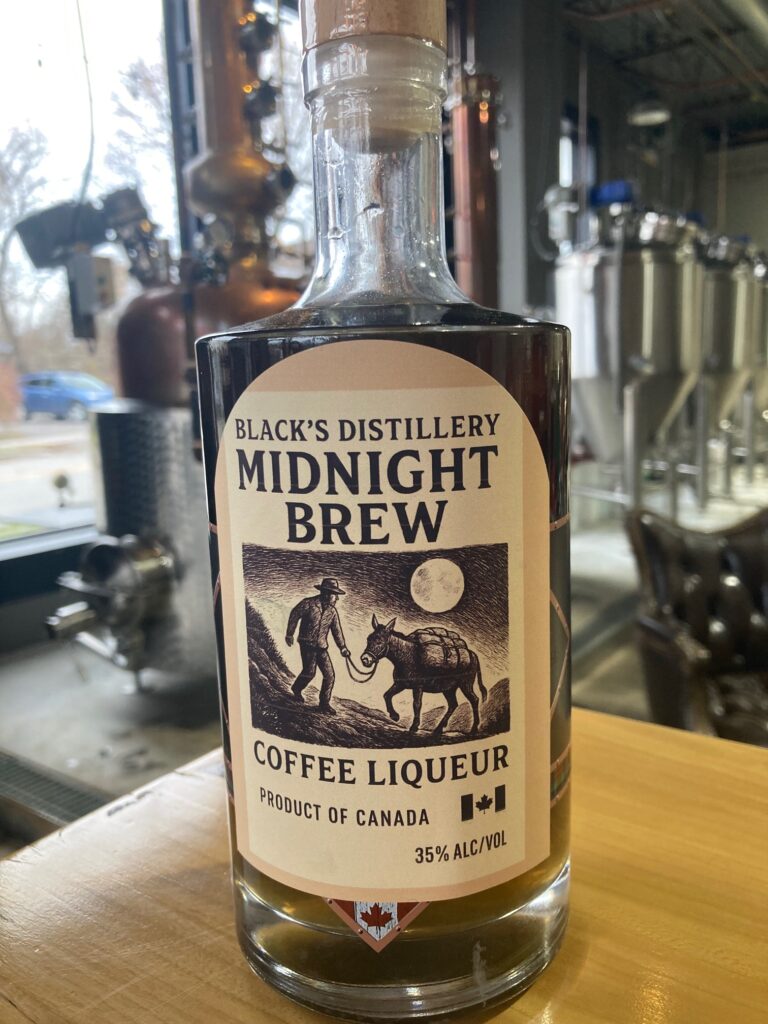 BLACK'S DISTILLERY
MIDNIGHT
BREW
COFFEE LIQUEUR
PRODUCT OF CANADA
35% ALC/VOL